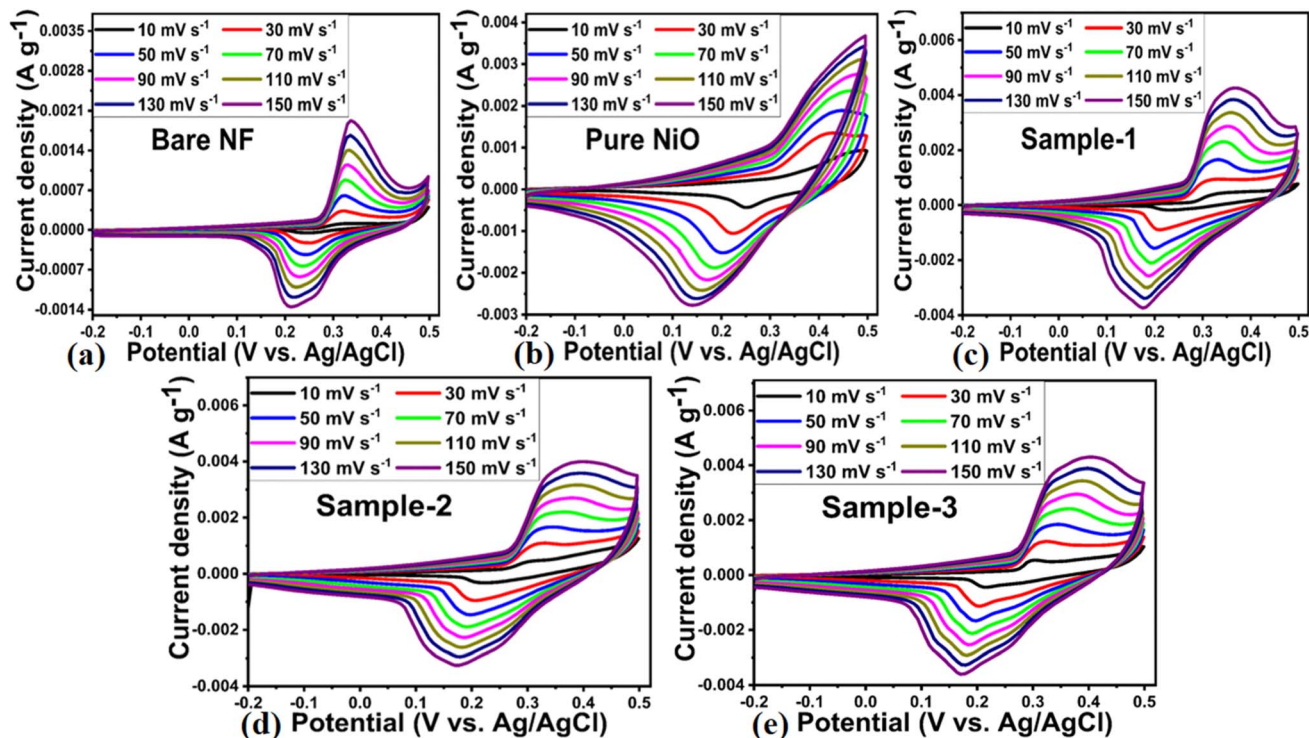 Current density (A g⁻¹)
0.0035
0.0028
0.0021
0.0014
0.0007
0.0000
-0.0007
-0.0014
10 mV s⁻¹ 30 mV s⁻¹
50 mV s⁻¹ 70 mV s⁻¹
90 mV s⁻¹ 110 mV s⁻¹
130 mV s⁻¹ 150 mV s⁻¹
Bare NF
-0.2 -0.1 0.0 0.1 0.2 0.3 0.4 0.5
(a) Potential (V vs. Ag/AgCl)
Current density (A g⁻¹)
0.004
0.003
0.002
0.001
0.000
-0.001
-0.002
-0.003
10 mV s⁻¹ 30 mV s⁻¹
50 mV s⁻¹ 70 mV s⁻¹
90 mV s⁻¹ 110 mV s⁻¹
130 mV s⁻¹ 150 mV s⁻¹
Pure NiO
-0.2 -0.1 0.0 0.1 0.2 0.3 0.4 0.5
(b) Potential (V vs. Ag/AgCl)
Current density (A g⁻¹)
0.006
0.004
0.002
0.000
-0.002
-0.004
10 mV s⁻¹ 30 mV s⁻¹
50 mV s⁻¹ 70 mV s⁻¹
90 mV s⁻¹ 110 mV s⁻¹
130 mV s⁻¹ 150 mV s⁻¹
Sample-1
-0.2 -0.1 0.0 0.1 0.2 0.3 0.4 0.5
(c) Potential (V vs. Ag/AgCl)
Current density (A g⁻¹)
0.006
0.004
0.002
0.000
-0.002
-0.004
10 mV s⁻¹ 30 mV s⁻¹
50 mV s⁻¹ 70 mV s⁻¹
90 mV s⁻¹ 110 mV s⁻¹
130 mV s⁻¹ 150 mV s⁻¹
Sample-2
-0.2 -0.1 0.0 0.1 0.2 0.3 0.4 0.5
(d) Potential (V vs. Ag/AgCl)
Current density (A g⁻¹)
0.006
0.004
0.002
0.000
-0.002
-0.004
10 mV s⁻¹ 30 mV s⁻¹
50 mV s⁻¹ 70 mV s⁻¹
90 mV s⁻¹ 110 mV s⁻¹
130 mV s⁻¹ 150 mV s⁻¹
Sample-3
-0.2 -0.1 0.0 0.1 0.2 0.3 0.4 0.5
(e) Potential (V vs. Ag/AgCl)